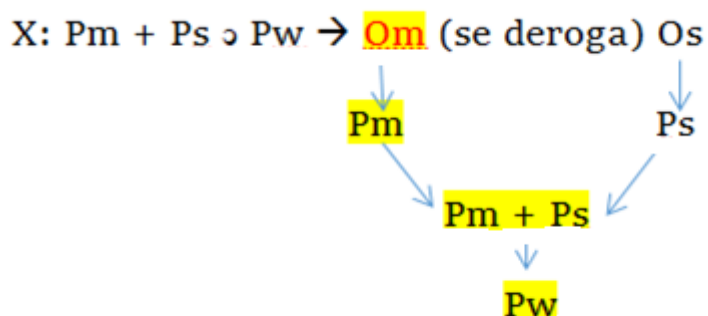 X: Pm + Ps ↄ Pw → Om (se deroga) Os
Pm Ps
Pm + Ps
Pw